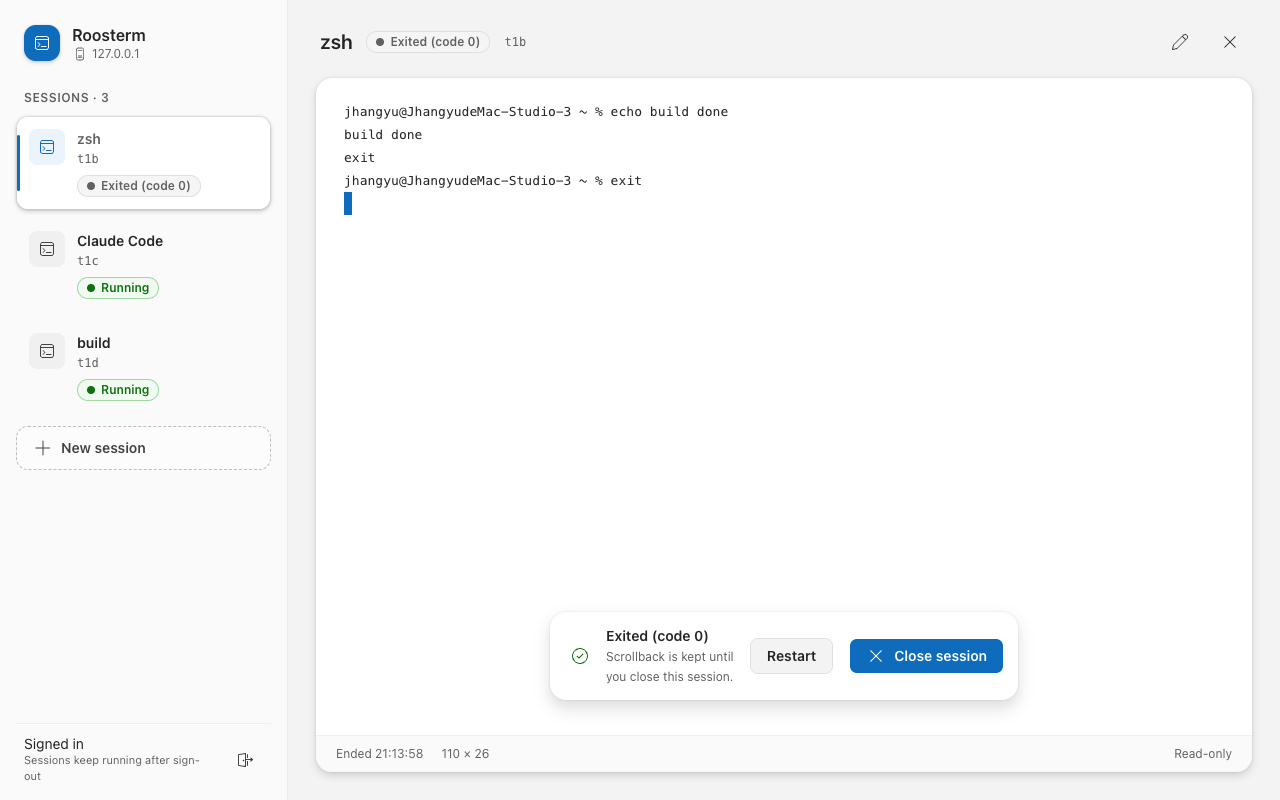 Roosterm
127.0.0.1
SESSIONS · 3
zsh
t1b
Exited (code 0)
Claude Code
t1c
Running
build
t1d
Running
New session
Signed in
Sessions keep running after sign-
out
zsh
Exited (code 0)
t1b
jhangyu@JhangyudeMac-Studio-3 ~ % echo build done
build done
exit
jhangyu@JhangyudeMac-Studio-3 ~ % exit
Exited (code 0)
Scrollback is kept until
you close this session.
Restart
Close session
Ended 21:13:58
110 × 26
Read-only